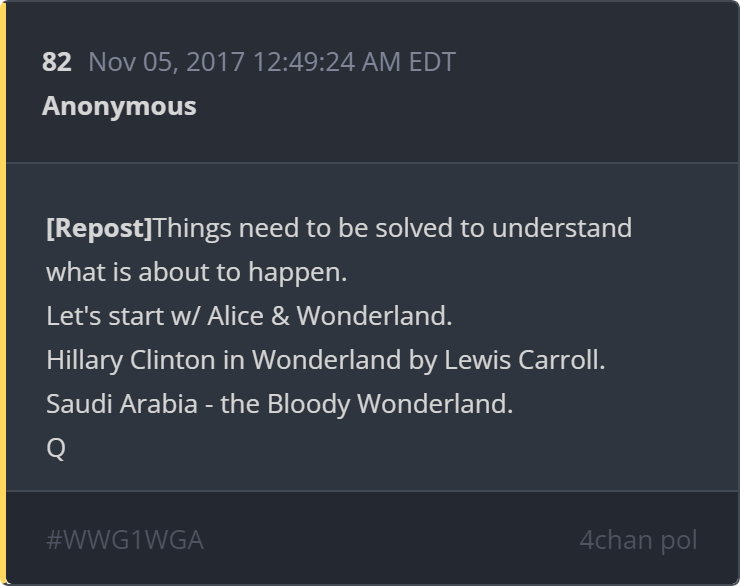 82 Nov 05, 2017 12:49:24 AM EDT
Anonymous
[Repost]Things need to be solved to understand
what is about to happen.
Let's start w/ Alice & Wonderland.
Hillary Clinton in Wonderland by Lewis Carroll.
Saudi Arabia - the Bloody Wonderland.
Q
#WWG1WGA 4chan pol